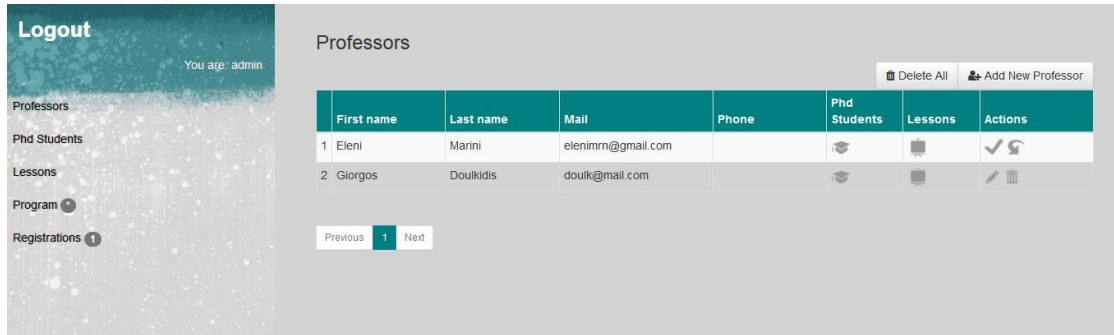 Logout
You are: admin
Professors
Phd Students
Lessons
Program *
Registrations 1
Professors
Delete All Add New Professor
First name Last name Mail Phone Phd Students Lessons Actions
1 Eleni Marini elenimrn@gmail.com
2 Giorgos Doulkidis doulk@mail.com
Previous 1 Next